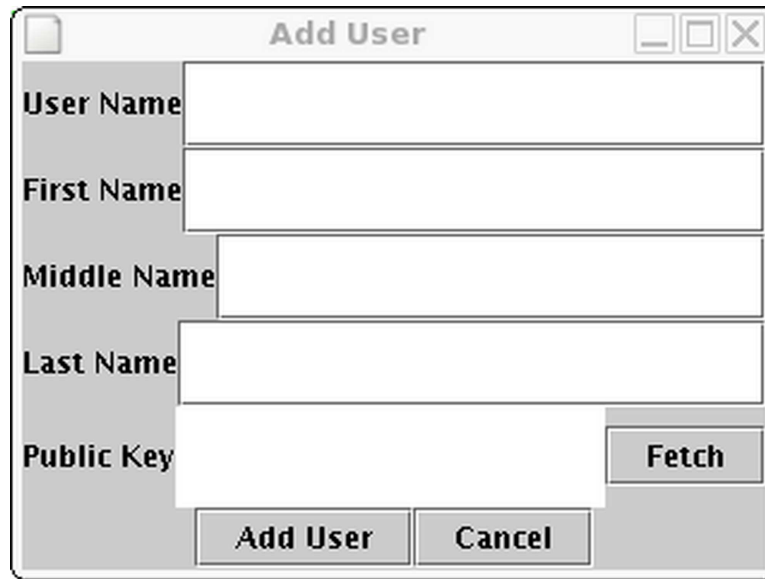 Add User
User Name
First Name
Middle Name
Last Name
Public Key Fetch
Add User Cancel